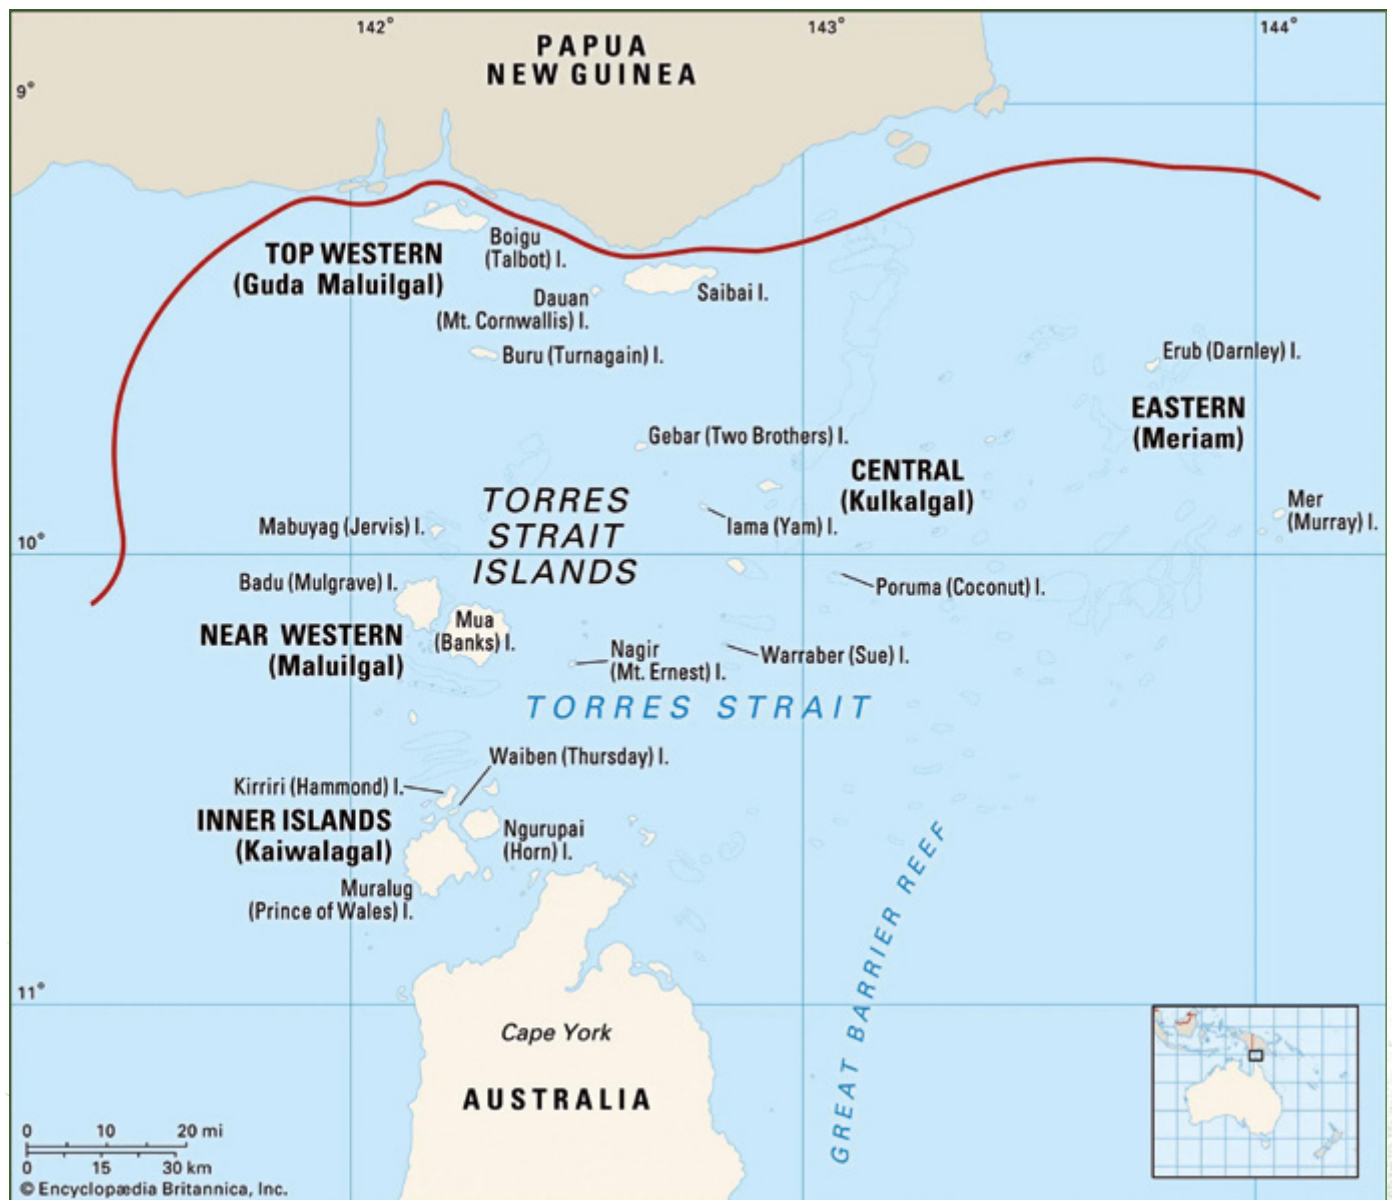 142°
143°
144°
PAPUA
NEW GUINEA
9°
TOP WESTERN
(Guda Maluilgal)
Boigu
(Talbot) I.
Dauan
(Mt. Cornwallis) I.
Saibai I.
Buru (Turnagain) I.
Erub (Darnley) I.
EASTERN
(Meriam)
Gebar (Two Brothers) I.
CENTRAL
(Kulkalgal)
TORRES
STRAIT
ISLANDS
Mabuyag (Jervis) I.
Iama (Yam) I.
Mer
(Murray) I.
10°
Badu (Mulgrave) I.
Poruma (Coconut) I.
Mua
(Banks) I.
NEAR WESTERN
(Maluilgal)
Nagir
(Mt. Ernest) I.
Warraber (Sue) I.
TORRES STRAIT
Waiben (Thursday) I.
Kirriri (Hammond) I.
INNER ISLANDS
(Kaiwalagal)
Ngurupai
(Horn) I.
Muralug
(Prince of Wales) I.
GREAT BARRIER REEF
11°
Cape York
AUSTRALIA
0 10 20 mi
0 15 30 km
© Encyclopædia Britannica, Inc.